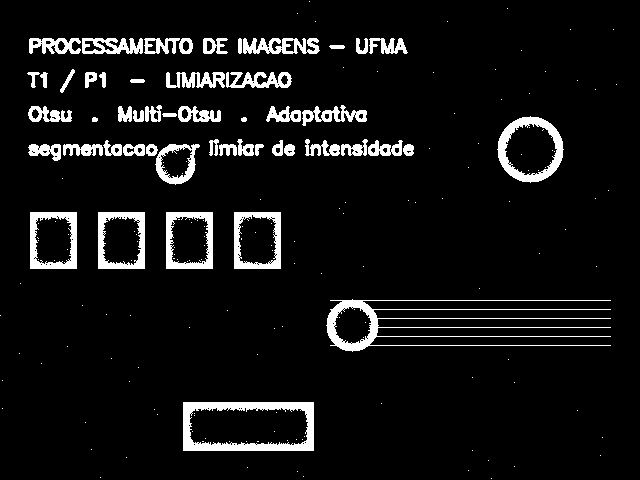 PROCESSAMENTO DE IMAGENS - UFMA
T1 / P1 - LIMIARIZACAO
Otsu . Multi-Otsu . Adaptativa
segmentacao limiar de intensidade